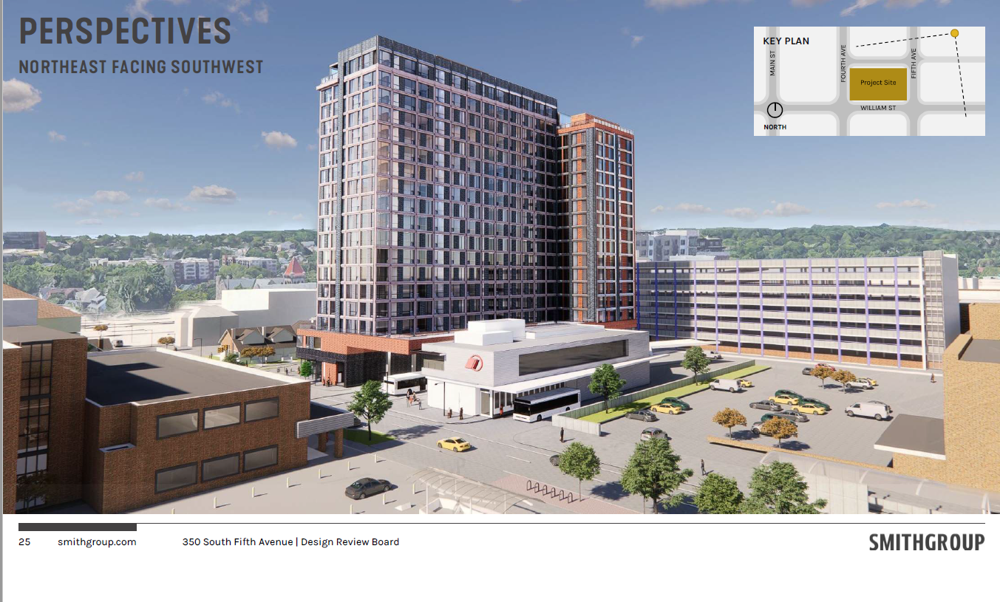 PERSPECTIVES
NORTHEAST FACING SOUTHWEST
KEY PLAN
MAIN ST
FOURTH AVE
FIFTH AVE
Project Site
WILLIAM ST
NORTH
25 smithgroup.com 350 South Fifth Avenue | Design Review Board SMITHGROUP